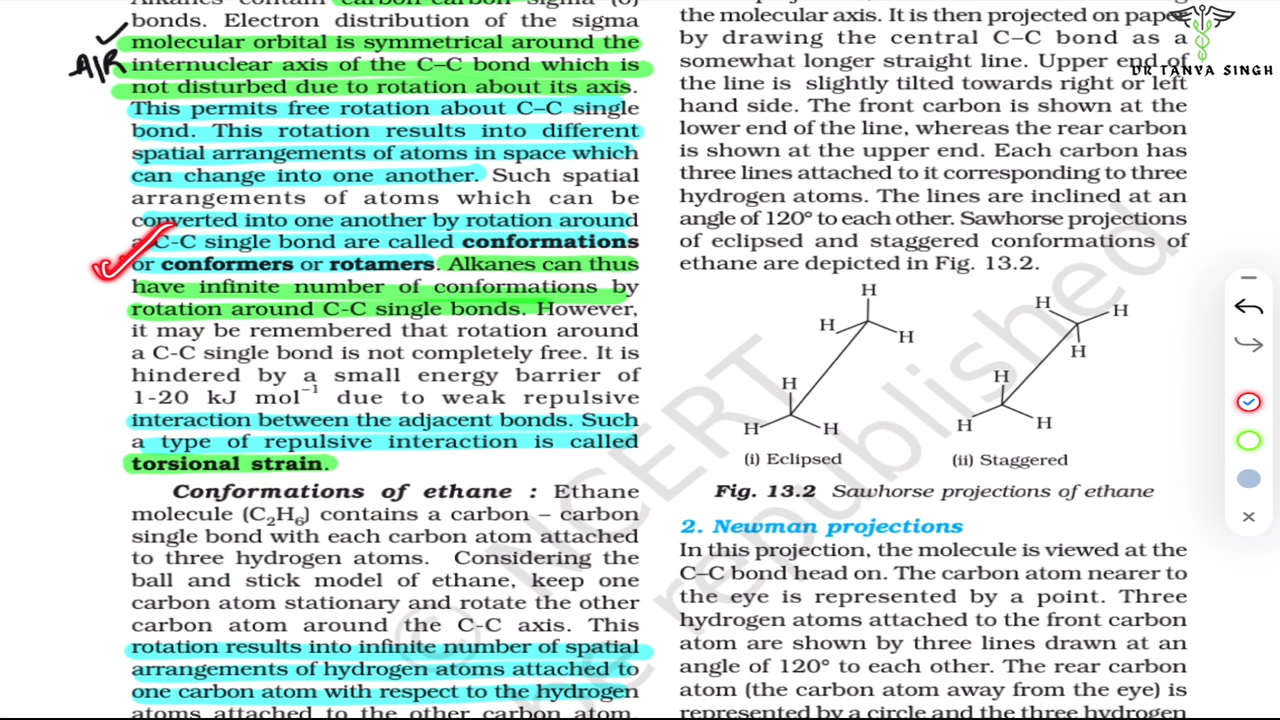 Alkanes contain carbon-carbon sigma (σ)
bonds. Electron distribution of the sigma
molecular orbital is symmetrical around the
internuclear axis of the C–C bond which is
not disturbed due to rotation about its axis.
This permits free rotation about C–C single
bond. This rotation results into different
spatial arrangements of atoms in space which
can change into one another. Such spatial
arrangements of atoms which can be
converted into one another by rotation around
a C-C single bond are called conformations
or conformers or rotamers. Alkanes can thus
have infinite number of conformations by
rotation around C-C single bonds. However,
it may be remembered that rotation around
a C-C single bond is not completely free. It is
hindered by a small energy barrier of
1-20 kJ mol⁻¹ due to weak repulsive
interaction between the adjacent bonds. Such
a type of repulsive interaction is called
torsional strain.
Conformations of ethane : Ethane
molecule (C₂H₆) contains a carbon – carbon
single bond with each carbon atom attached
to three hydrogen atoms. Considering the
ball and stick model of ethane, keep one
carbon atom stationary and rotate the other
carbon atom around the C-C axis. This
rotation results into infinite number of spatial
arrangements of hydrogen atoms attached to
one carbon atom with respect to the hydrogen
atoms attached to the other carbon atom.
A/R
the molecular axis. It is then projected on paper
by drawing the central C–C bond as a
somewhat longer straight line. Upper end of
the line is slightly tilted towards right or left
hand side. The front carbon is shown at the
lower end of the line, whereas the rear carbon
is shown at the upper end. Each carbon has
three lines attached to it corresponding to three
hydrogen atoms. The lines are inclined at an
angle of 120° to each other. Sawhorse projections
of eclipsed and staggered conformations of
ethane are depicted in Fig. 13.2.
H
H
H
H
H
H
H
H
H
H
H
H
(i) Eclipsed
(ii) Staggered
Fig. 13.2 Sawhorse projections of ethane
2. Newman projections
In this projection, the molecule is viewed at the
C–C bond head on. The carbon atom nearer to
the eye is represented by a point. Three
hydrogen atoms attached to the front carbon
atom are shown by three lines drawn at an
angle of 120° to each other. The rear carbon
atom (the carbon atom away from the eye) is
represented by a circle and the three hydrogen
DR TANYA SINGH
© NCERT
be republished